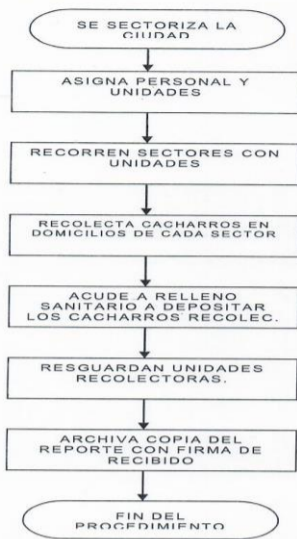 SE SECTORIZA LA
CIUDAD
ASIGNA PERSONAL Y
UNIDADES
RECORREN SECTORES CON
UNIDADES
RECOLECTA CACHARROS EN
DOMICILIOS DE CADA SECTOR
ACUDE A RELLENO
SANITARIO A DEPOSITAR
LOS CACHARROS RECOLEC.
RESGUARDAN UNIDADES
RECOLECTORAS.
ARCHIVA COPIA DEL
REPORTE CON FIRMA DE
RECIBIDO
FIN DEL
PROCEDIMIENTO